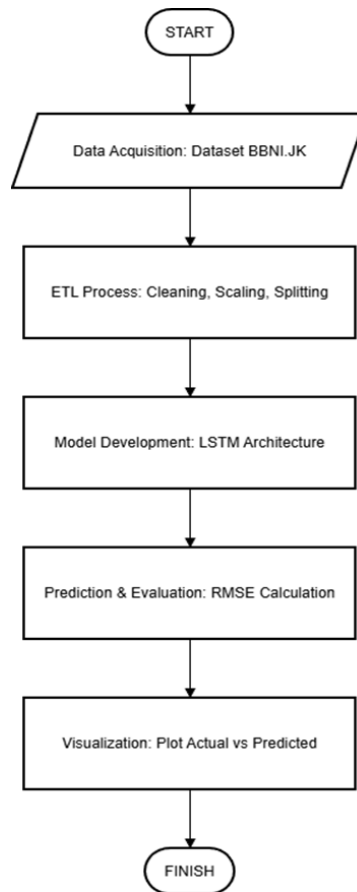 START
Data Acquisition: Dataset BBNI.JK
ETL Process: Cleaning, Scaling, Splitting
Model Development: LSTM Architecture
Prediction & Evaluation: RMSE Calculation
Visualization: Plot Actual vs Predicted
FINISH